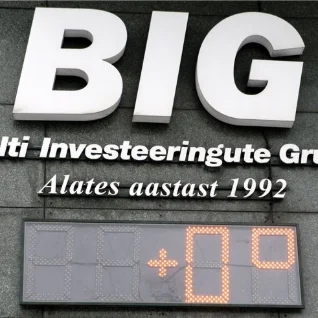 BIG
lti Investeeringute Gru
Alates aastast 1992
+0°